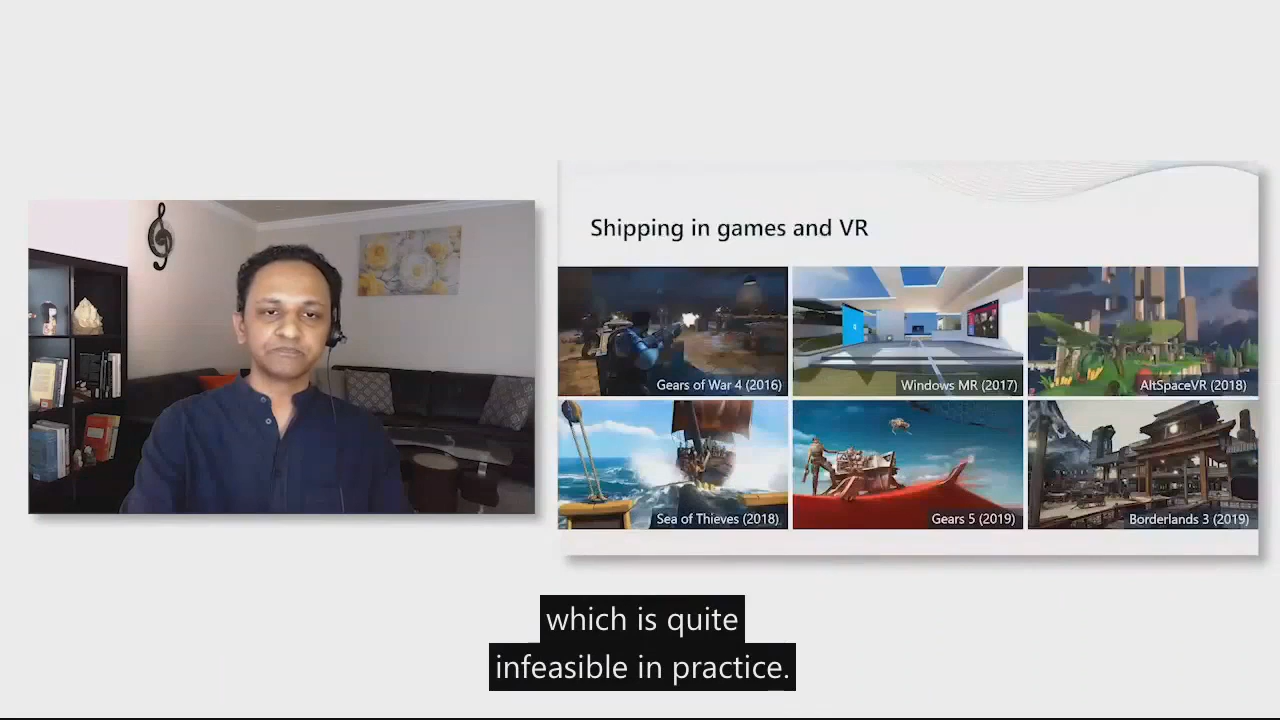 Shipping in games and VR
Gears of War 4 (2016)
Windows MR (2017)
AltSpaceVR (2018)
Sea of Thieves (2018)
Gears 5 (2019)
Borderlands 3 (2019)
which is quite
infeasible in practice.